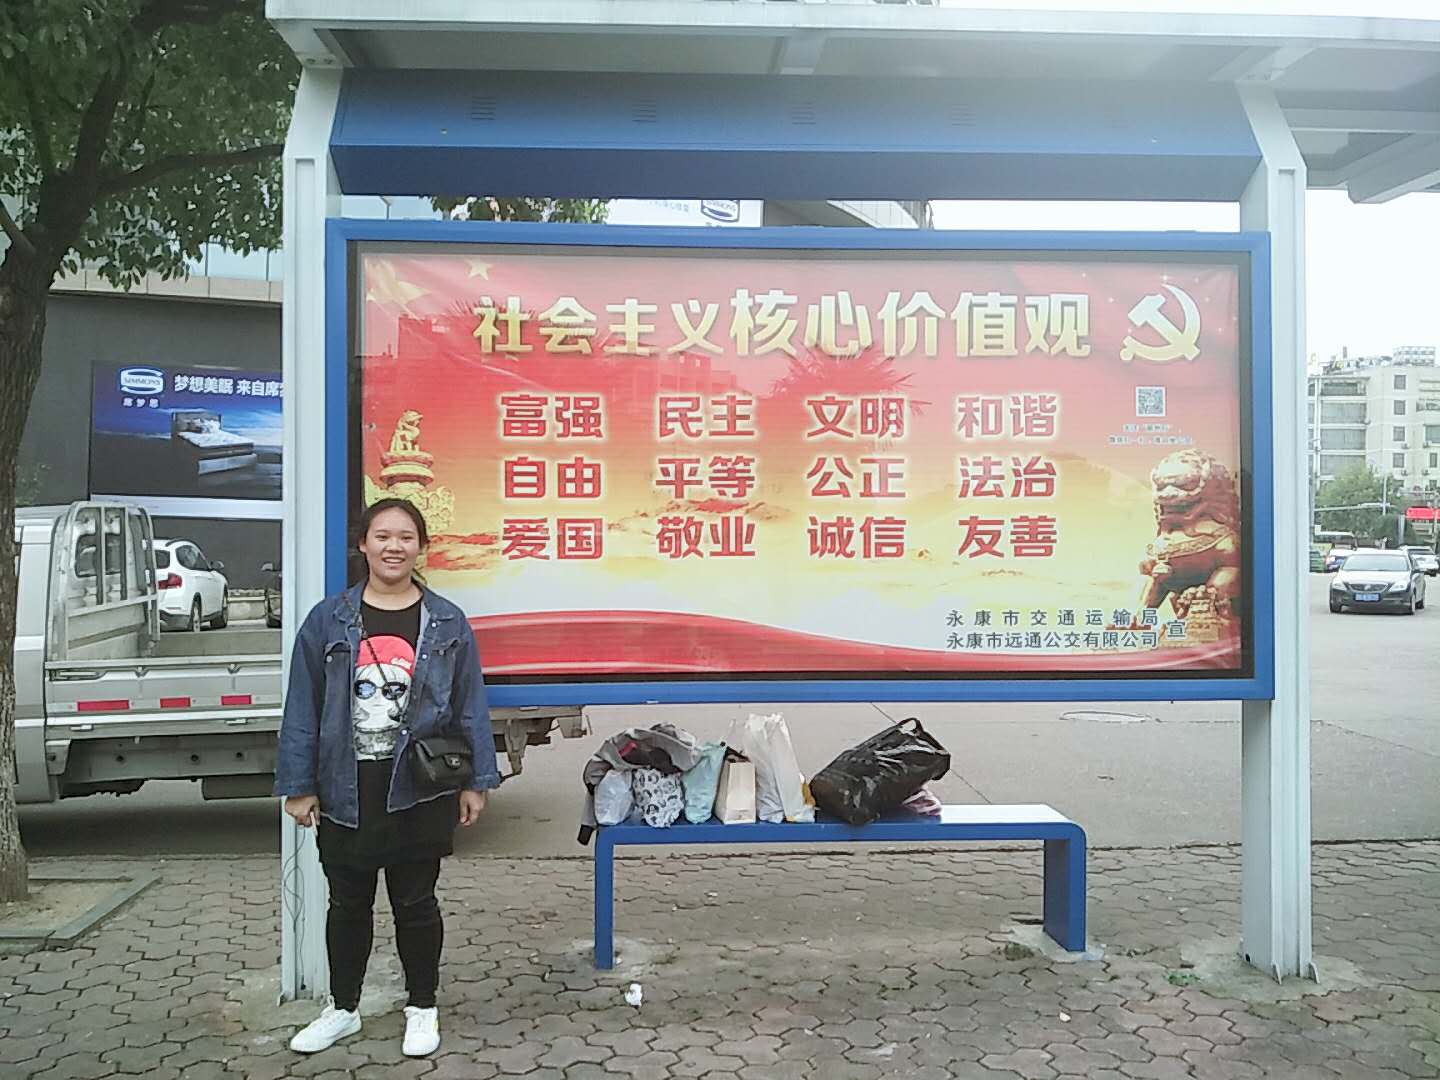 社会主义核心价值观
富强 民主 文明 和谐
自由 平等 公正 法治
爱国 敬业 诚信 友善
永康市交通运输局
永康市远通公交有限公司
宣
SIMMONS
席梦思
梦想美眠 来自席
SIMMONS